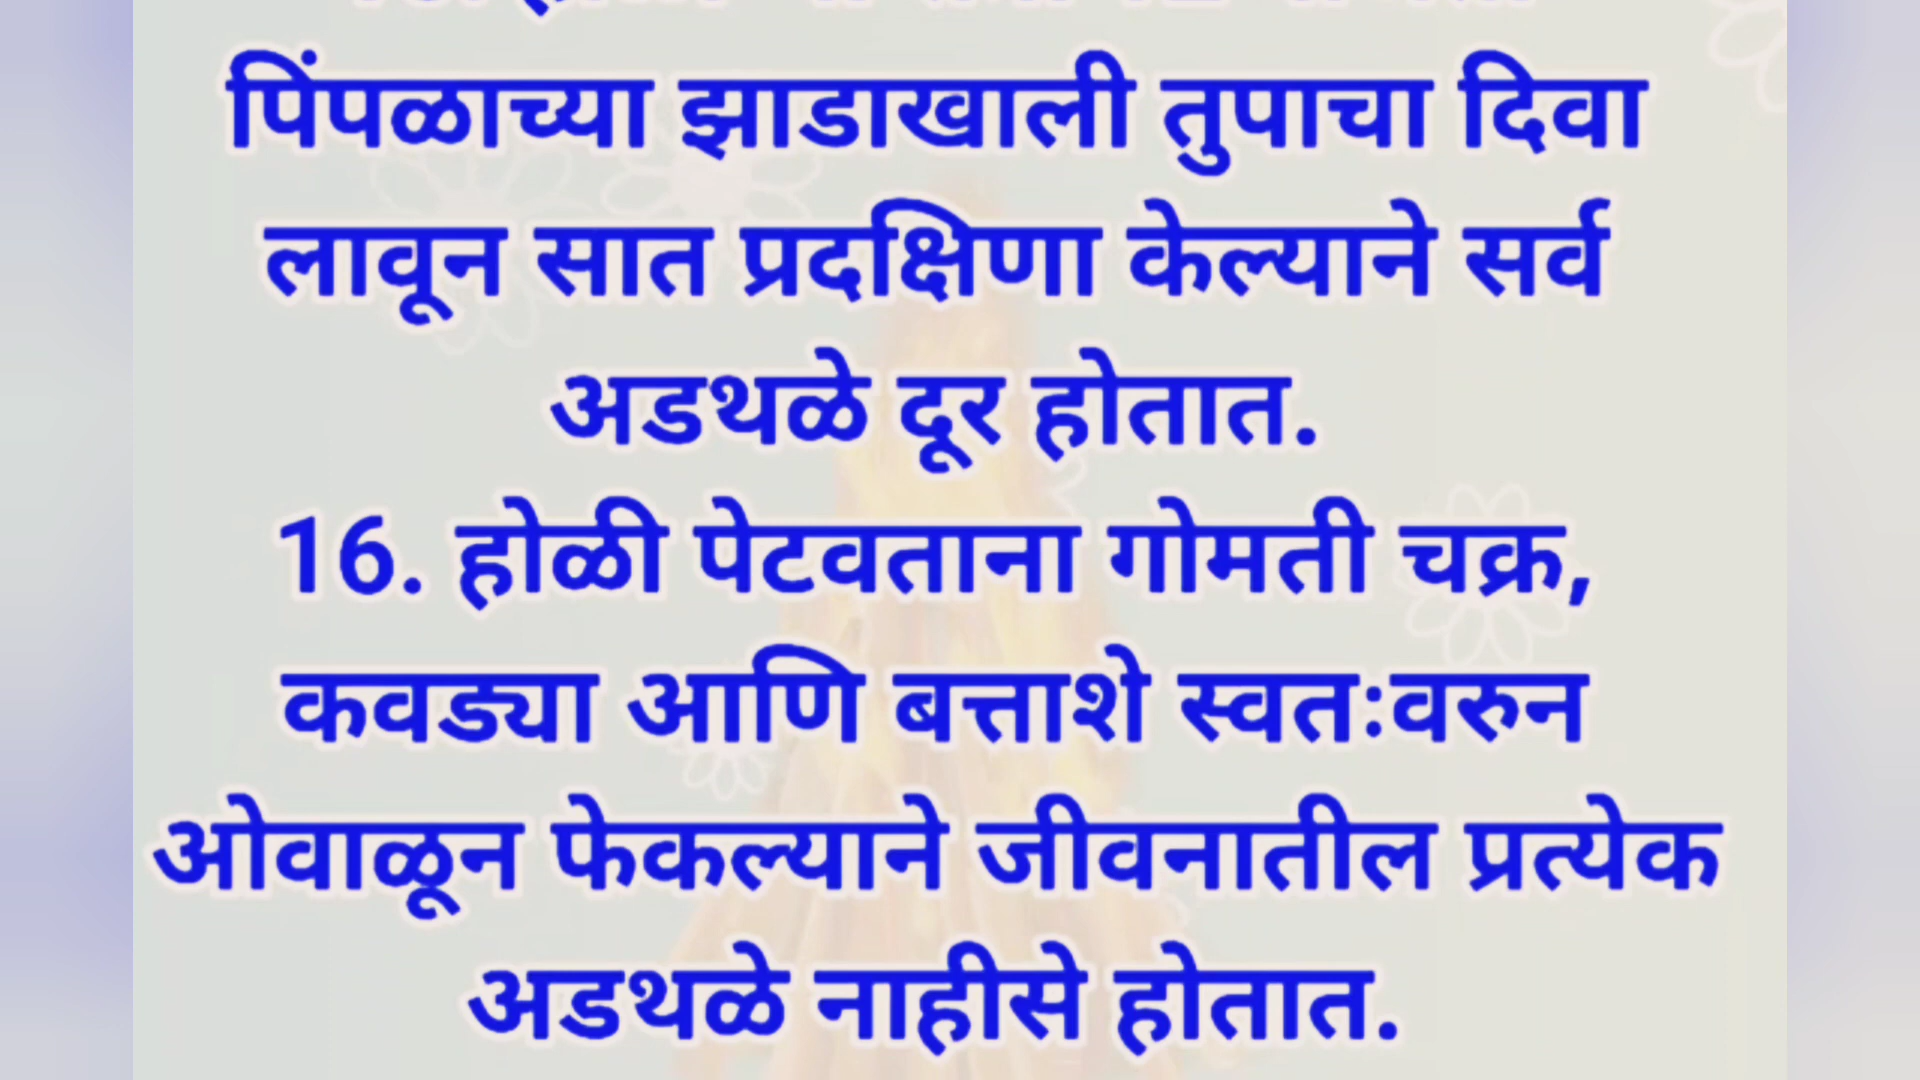 पिंपळाच्या झाडाखाली तुपाचा दिवा
लावून सात प्रदक्षिणा केल्याने सर्व
अडथळे दूर होतात.
16. होळी पेटवताना गोमती चक्र,
कवड्या आणि बत्ताशे स्वतःवरुन
ओवाळून फेकल्याने जीवनातील प्रत्येक
अडथळे नाहीसे होतात.